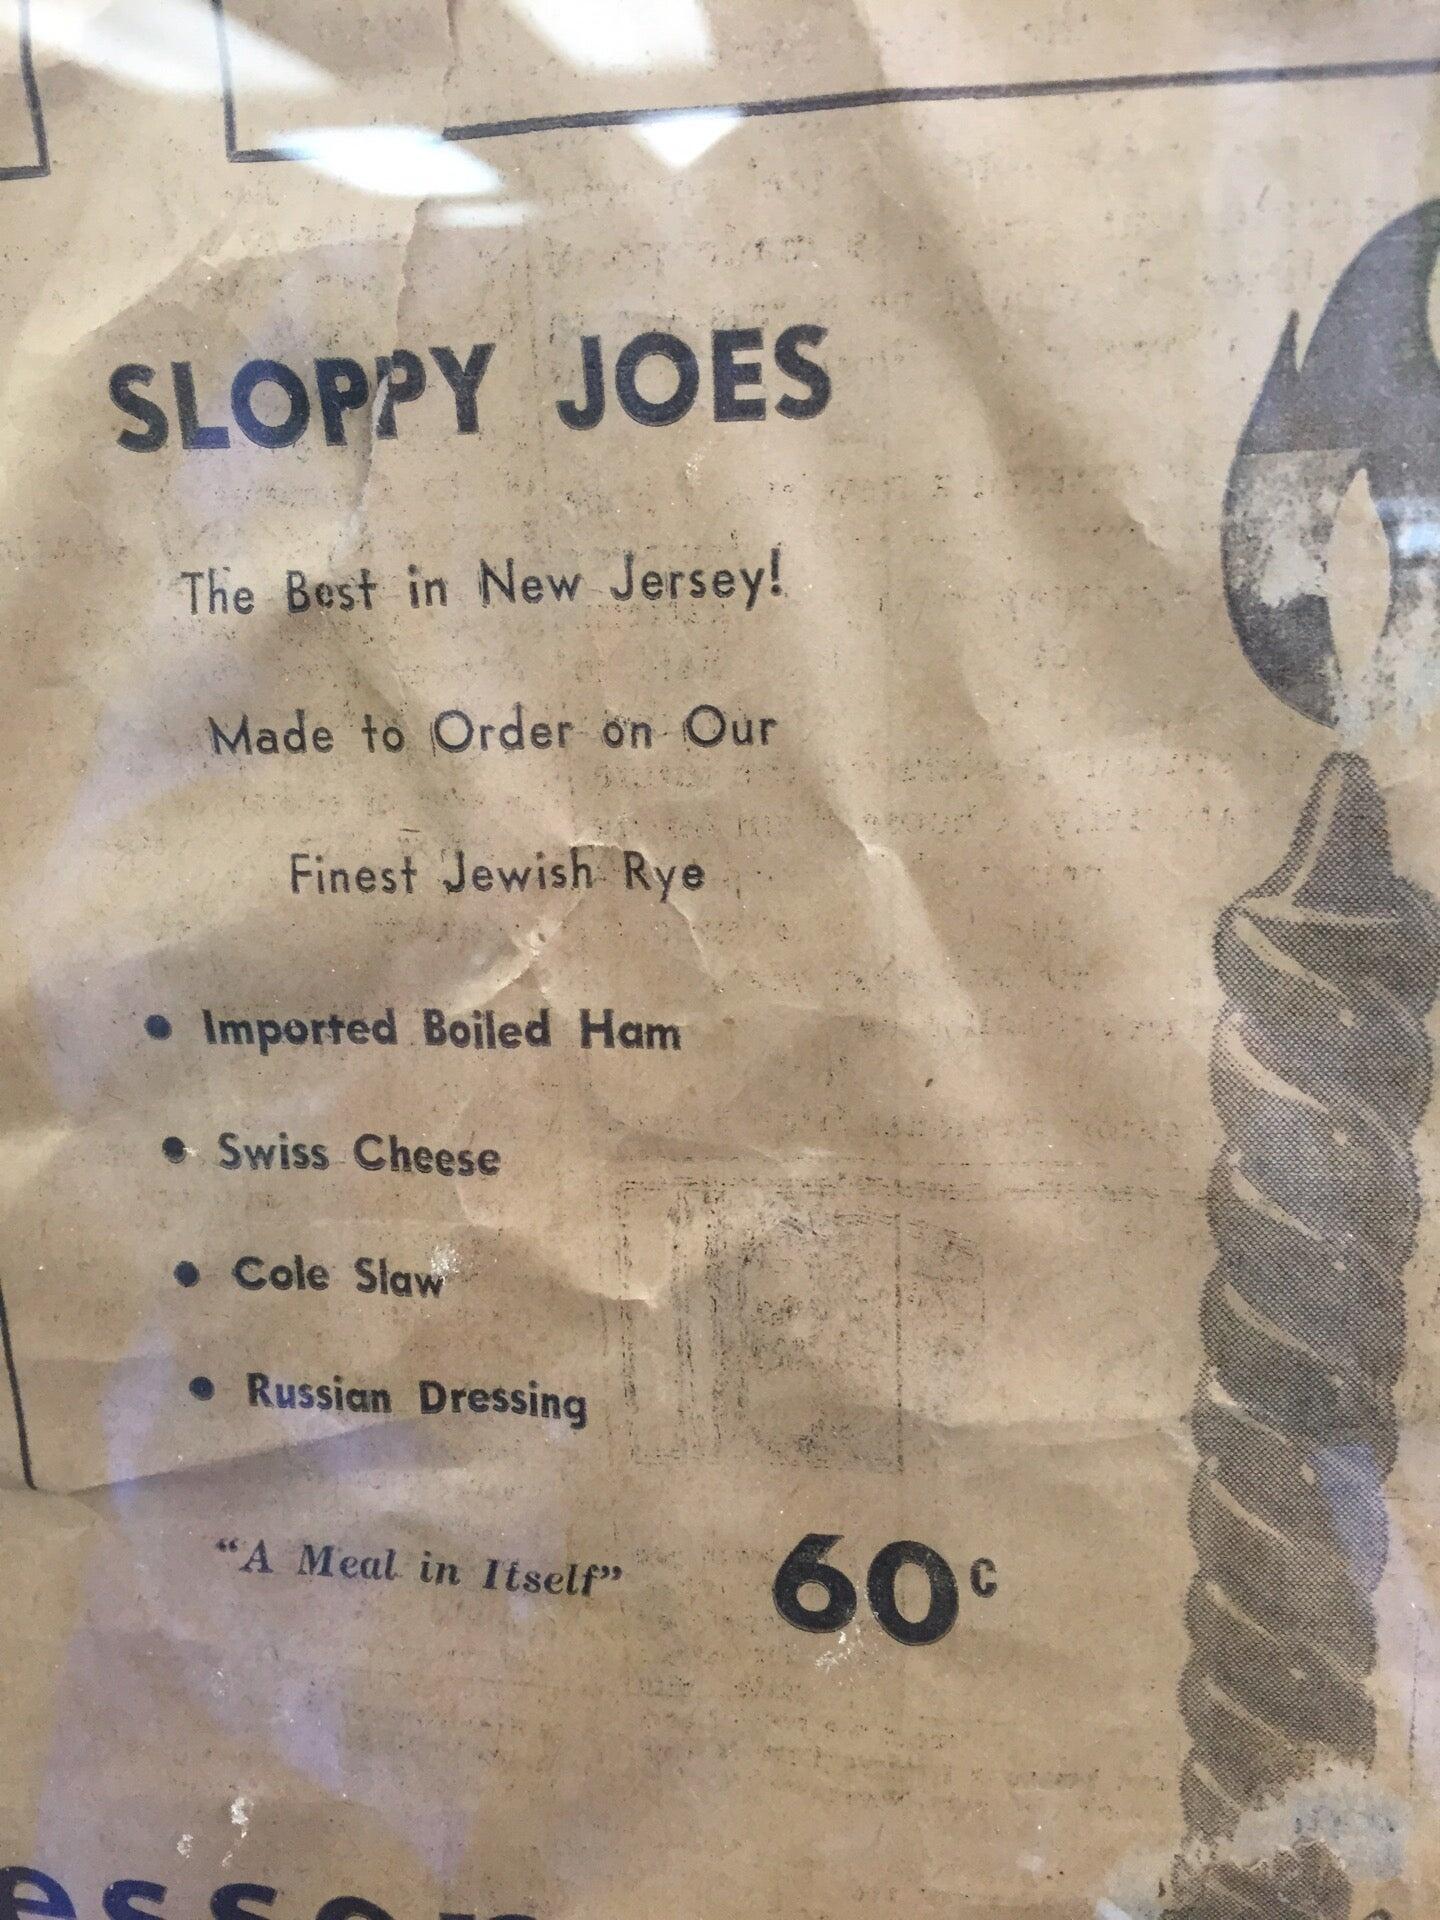 SLOPPY JOES
The Best in New Jersey!
Made to Order on Our
Finest Jewish Rye
• Imported Boiled Ham
• Swiss Cheese
• Cole Slaw
• Russian Dressing
"A Meal in Itself" 60c